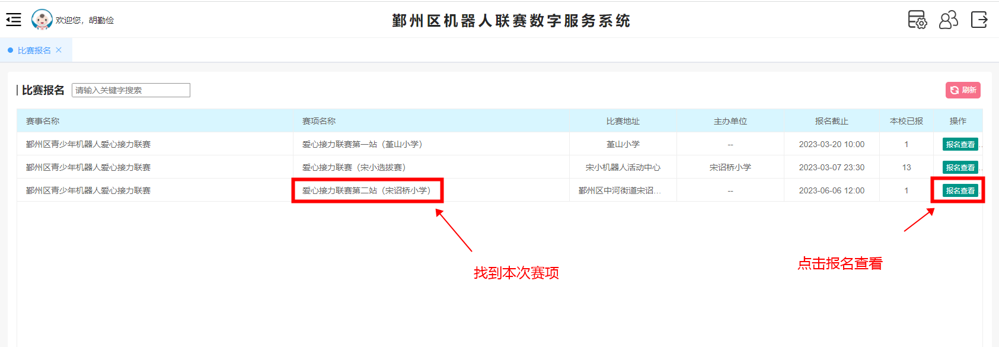 欢迎您，胡勤俭
鄞州区机器人联赛数字服务系统
比赛报名
比赛报名 请输入关键字搜索 刷新
赛事名称 赛项名称 比赛地址 主办单位 报名截止 本校已报 操作
鄞州区青少年机器人爱心接力联赛 爱心接力联赛第一站（堇山小学） 堇山小学 -- 2023-03-20 10:00 1 报名查看
鄞州区青少年机器人爱心接力联赛 爱心接力联赛（宋小选拔赛） 宋小机器人活动中心 宋诏桥小学 2023-03-07 23:30 13 报名查看
鄞州区青少年机器人爱心接力联赛 爱心接力联赛第二站（宋诏桥小学） 鄞州区中河街道宋诏... -- 2023-06-06 12:00 1 报名查看
点击报名查看
找到本次赛项